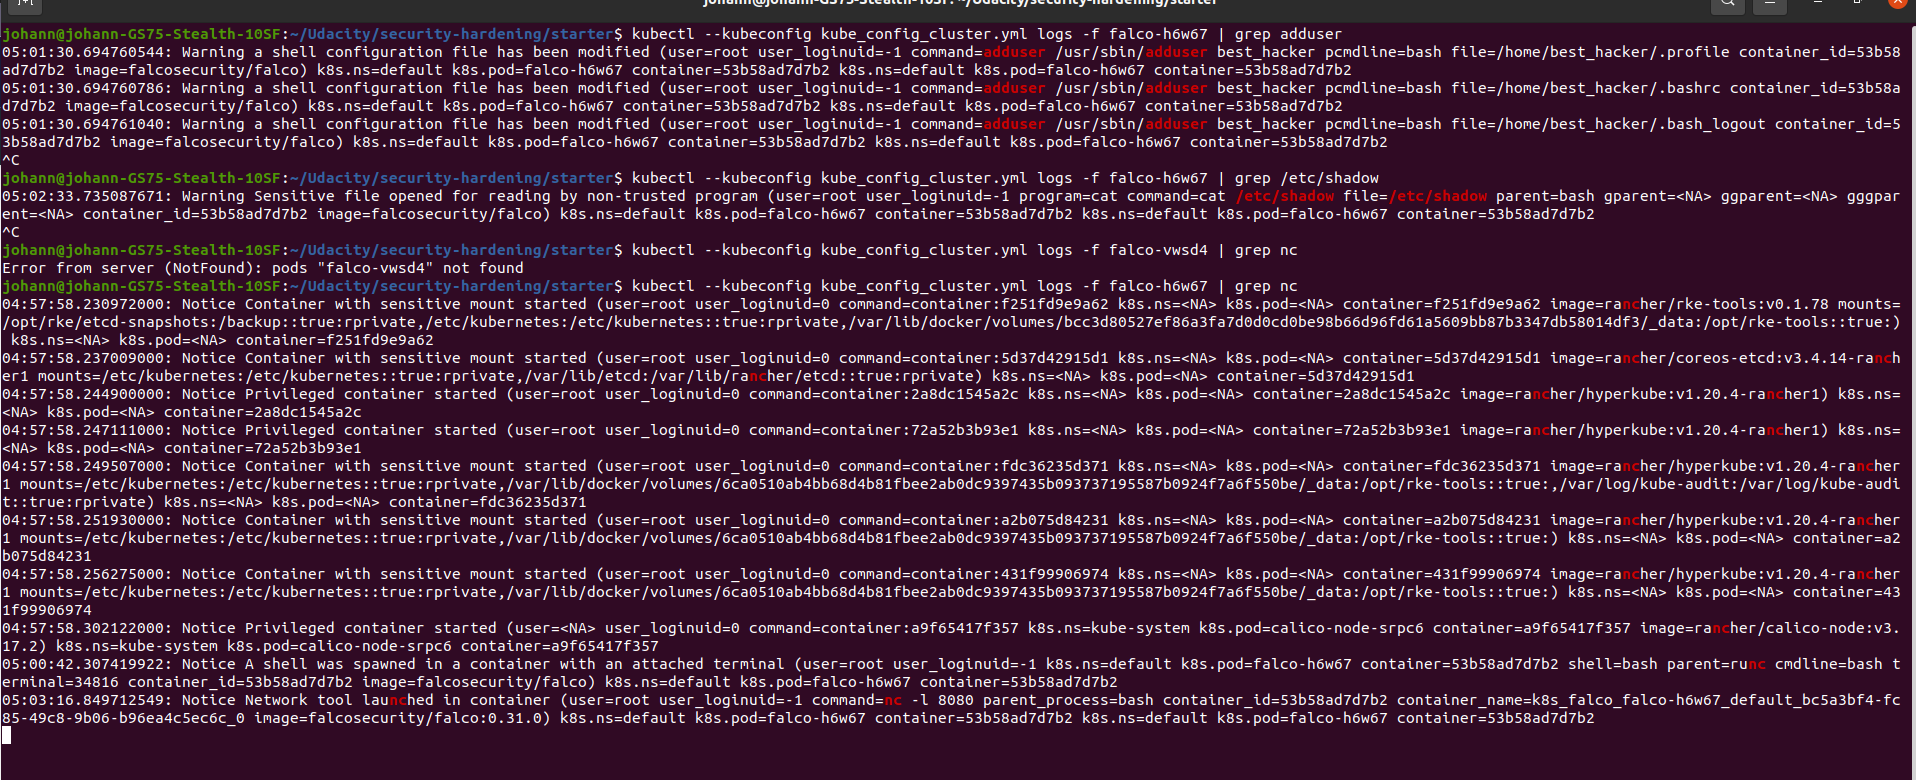 johann@johann-GS75-Stealth-10SF: ~/Udacity/security-hardening/starter
johann@johann-GS75-Stealth-10SF:~/Udacity/security-hardening/starter$ kubectl --kubeconfig kube_config_cluster.yml logs -f falco-h6w67 | grep adduser
05:01:30.694760544: Warning a shell configuration file has been modified (user=root user_loginuid=-1 command=adduser /usr/sbin/adduser best_hacker pcmdline=bash file=/home/best_hacker/.profile container_id=53b58
ad7d7b2 image=falcosecurity/falco) k8s.ns=default k8s.pod=falco-h6w67 container=53b58ad7d7b2 k8s.ns=default k8s.pod=falco-h6w67 container=53b58ad7d7b2
05:01:30.694760786: Warning a shell configuration file has been modified (user=root user_loginuid=-1 command=adduser /usr/sbin/adduser best_hacker pcmdline=bash file=/home/best_hacker/.bashrc container_id=53b58a
d7d7b2 image=falcosecurity/falco) k8s.ns=default k8s.pod=falco-h6w67 container=53b58ad7d7b2 k8s.ns=default k8s.pod=falco-h6w67 container=53b58ad7d7b2
05:01:30.694761040: Warning a shell configuration file has been modified (user=root user_loginuid=-1 command=adduser /usr/sbin/adduser best_hacker pcmdline=bash file=/home/best_hacker/.bash_logout container_id=5
3b58ad7d7b2 image=falcosecurity/falco) k8s.ns=default k8s.pod=falco-h6w67 container=53b58ad7d7b2 k8s.ns=default k8s.pod=falco-h6w67 container=53b58ad7d7b2
^C
johann@johann-GS75-Stealth-10SF:~/Udacity/security-hardening/starter$ kubectl --kubeconfig kube_config_cluster.yml logs -f falco-h6w67 | grep /etc/shadow
05:02:33.735087671: Warning Sensitive file opened for reading by non-trusted program (user=root user_loginuid=-1 program=cat command=cat /etc/shadow file=/etc/shadow parent=bash gparent=<NA> ggparent=<NA> gggpar
ent=<NA> container_id=53b58ad7d7b2 image=falcosecurity/falco) k8s.ns=default k8s.pod=falco-h6w67 container=53b58ad7d7b2 k8s.ns=default k8s.pod=falco-h6w67 container=53b58ad7d7b2
^C
johann@johann-GS75-Stealth-10SF:~/Udacity/security-hardening/starter$ kubectl --kubeconfig kube_config_cluster.yml logs -f falco-vwsd4 | grep nc
Error from server (NotFound): pods "falco-vwsd4" not found
johann@johann-GS75-Stealth-10SF:~/Udacity/security-hardening/starter$ kubectl --kubeconfig kube_config_cluster.yml logs -f falco-h6w67 | grep nc
04:57:58.230972000: Notice Container with sensitive mount started (user=root user_loginuid=0 command=container:f251fd9e9a62 k8s.ns=<NA> k8s.pod=<NA> container=f251fd9e9a62 image=rancher/rke-tools:v0.1.78 mounts=
/opt/rke/etcd-snapshots:/backup::true:rprivate,/etc/kubernetes:/etc/kubernetes::true:rprivate,/var/lib/docker/volumes/bcc3d80527ef86a3fa7d0d0cd0be98b66d96fd61a5609bb87b3347db58014df3/_data:/opt/rke-tools::true:)
 k8s.ns=<NA> k8s.pod=<NA> container=f251fd9e9a62
04:57:58.237009000: Notice Container with sensitive mount started (user=root user_loginuid=0 command=container:5d37d42915d1 k8s.ns=<NA> k8s.pod=<NA> container=5d37d42915d1 image=rancher/coreos-etcd:v3.4.14-ranch
er1 mounts=/etc/kubernetes:/etc/kubernetes::true:rprivate,/var/lib/etcd:/var/lib/rancher/etcd::true:rprivate) k8s.ns=<NA> k8s.pod=<NA> container=5d37d42915d1
04:57:58.244900000: Notice Privileged container started (user=root user_loginuid=0 command=container:2a8dc1545a2c k8s.ns=<NA> k8s.pod=<NA> container=2a8dc1545a2c image=rancher/hyperkube:v1.20.4-rancher1) k8s.ns=
<NA> k8s.pod=<NA> container=2a8dc1545a2c
04:57:58.247111000: Notice Privileged container started (user=root user_loginuid=0 command=container:72a52b3b93e1 k8s.ns=<NA> k8s.pod=<NA> container=72a52b3b93e1 image=rancher/hyperkube:v1.20.4-rancher1) k8s.ns=
<NA> k8s.pod=<NA> container=72a52b3b93e1
04:57:58.249507000: Notice Container with sensitive mount started (user=root user_loginuid=0 command=container:fdc36235d371 k8s.ns=<NA> k8s.pod=<NA> container=fdc36235d371 image=rancher/hyperkube:v1.20.4-rancher
1 mounts=/etc/kubernetes:/etc/kubernetes::true:rprivate,/var/lib/docker/volumes/6ca0510ab4bb68d4b81fbee2ab0dc9397435b093737195587b0924f7a6f550be/_data:/opt/rke-tools::true:,/var/log/kube-audit:/var/log/kube-audi
t::true:rprivate) k8s.ns=<NA> k8s.pod=<NA> container=fdc36235d371
04:57:58.251930000: Notice Container with sensitive mount started (user=root user_loginuid=0 command=container:a2b075d84231 k8s.ns=<NA> k8s.pod=<NA> container=a2b075d84231 image=rancher/hyperkube:v1.20.4-rancher
1 mounts=/etc/kubernetes:/etc/kubernetes::true:rprivate,/var/lib/docker/volumes/6ca0510ab4bb68d4b81fbee2ab0dc9397435b093737195587b0924f7a6f550be/_data:/opt/rke-tools::true:) k8s.ns=<NA> k8s.pod=<NA> container=a2
b075d84231
04:57:58.256275000: Notice Container with sensitive mount started (user=root user_loginuid=0 command=container:431f99906974 k8s.ns=<NA> k8s.pod=<NA> container=431f99906974 image=rancher/hyperkube:v1.20.4-rancher
1 mounts=/etc/kubernetes:/etc/kubernetes::true:rprivate,/var/lib/docker/volumes/6ca0510ab4bb68d4b81fbee2ab0dc9397435b093737195587b0924f7a6f550be/_data:/opt/rke-tools::true:) k8s.ns=<NA> k8s.pod=<NA> container=43
1f99906974
04:57:58.302122000: Notice Privileged container started (user=<NA> user_loginuid=0 command=container:a9f65417f357 k8s.ns=kube-system k8s.pod=calico-node-srpc6 container=a9f65417f357 image=rancher/calico-node:v3.
17.2) k8s.ns=kube-system k8s.pod=calico-node-srpc6 container=a9f65417f357
05:00:42.307419922: Notice A shell was spawned in a container with an attached terminal (user=root user_loginuid=-1 k8s.ns=default k8s.pod=falco-h6w67 container=53b58ad7d7b2 shell=bash parent=runc cmdline=bash t
erminal=34816 container_id=53b58ad7d7b2 image=falcosecurity/falco) k8s.ns=default k8s.pod=falco-h6w67 container=53b58ad7d7b2
05:03:16.849712549: Notice Network tool launched in container (user=root user_loginuid=-1 command=nc -l 8080 parent_process=bash container_id=53b58ad7d7b2 container_name=k8s_falco_falco-h6w67_default_bc5a3bf4-fc
85-49c8-9b06-b96ea4c5ec6c_0 image=falcosecurity/falco:0.31.0) k8s.ns=default k8s.pod=falco-h6w67 container=53b58ad7d7b2 k8s.ns=default k8s.pod=falco-h6w67 container=53b58ad7d7b2